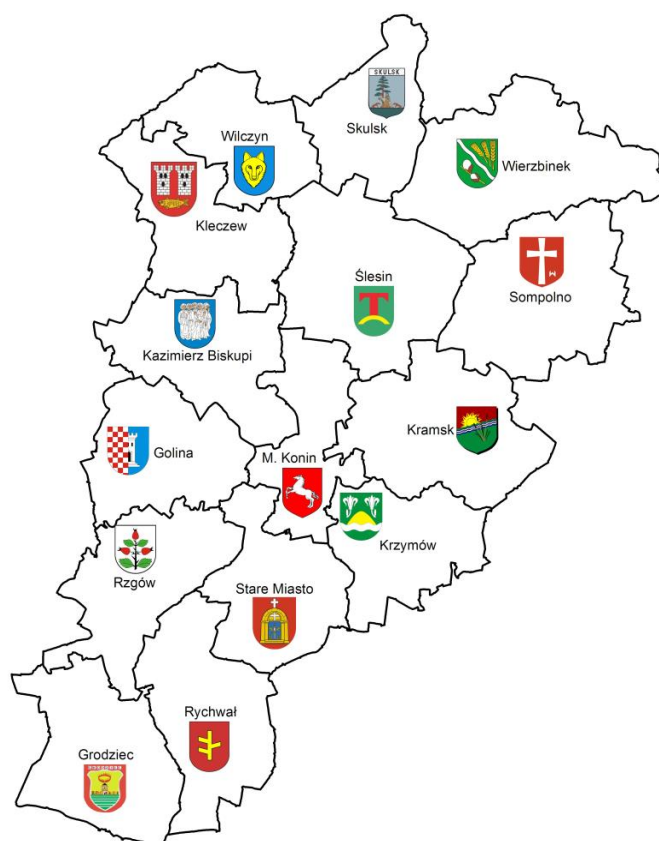 SKULSK
Skulsk
Wilczyn
Wierzbinek
Kleczew
Ślesin
Sompolno
Kazimierz Biskupi
Kramsk
Golina
M. Konin
Krzymów
Rzgów
Stare Miasto
Rychwał
Grodziec